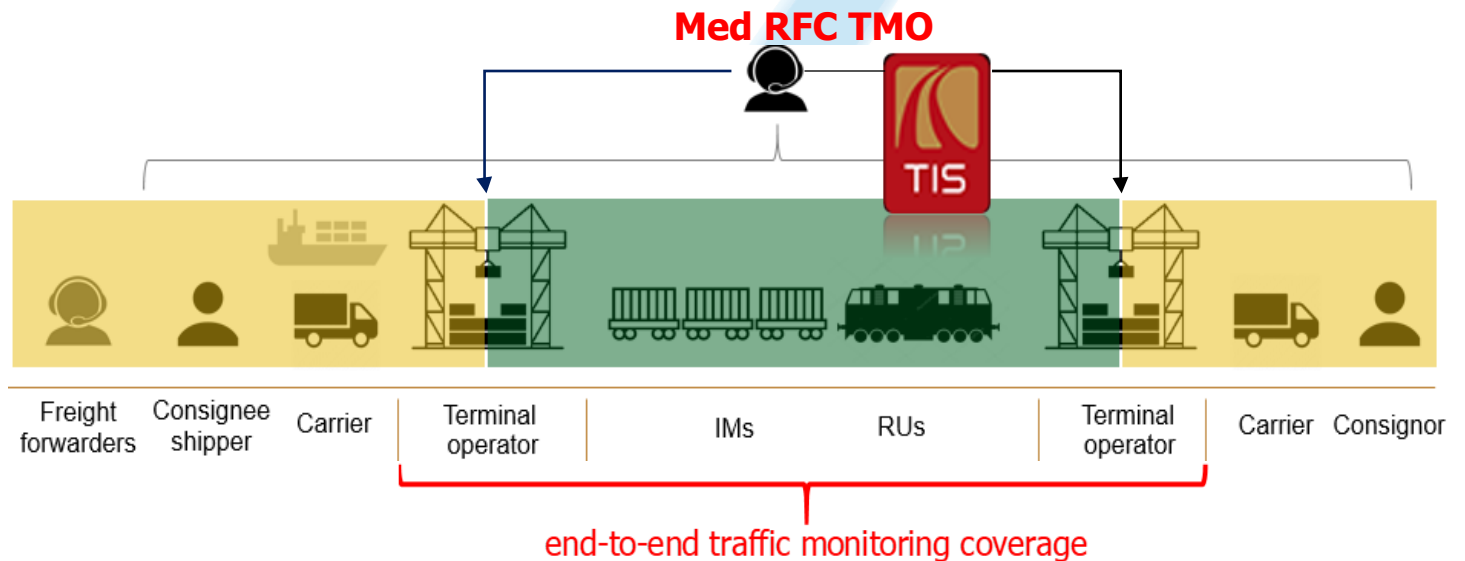 Med RFC TMO
TIS
Freight
forwarders
Consignee
shipper
Carrier
Terminal
operator
IMs
RUs
Terminal
operator
Carrier
Consignor
end-to-end traffic monitoring coverage